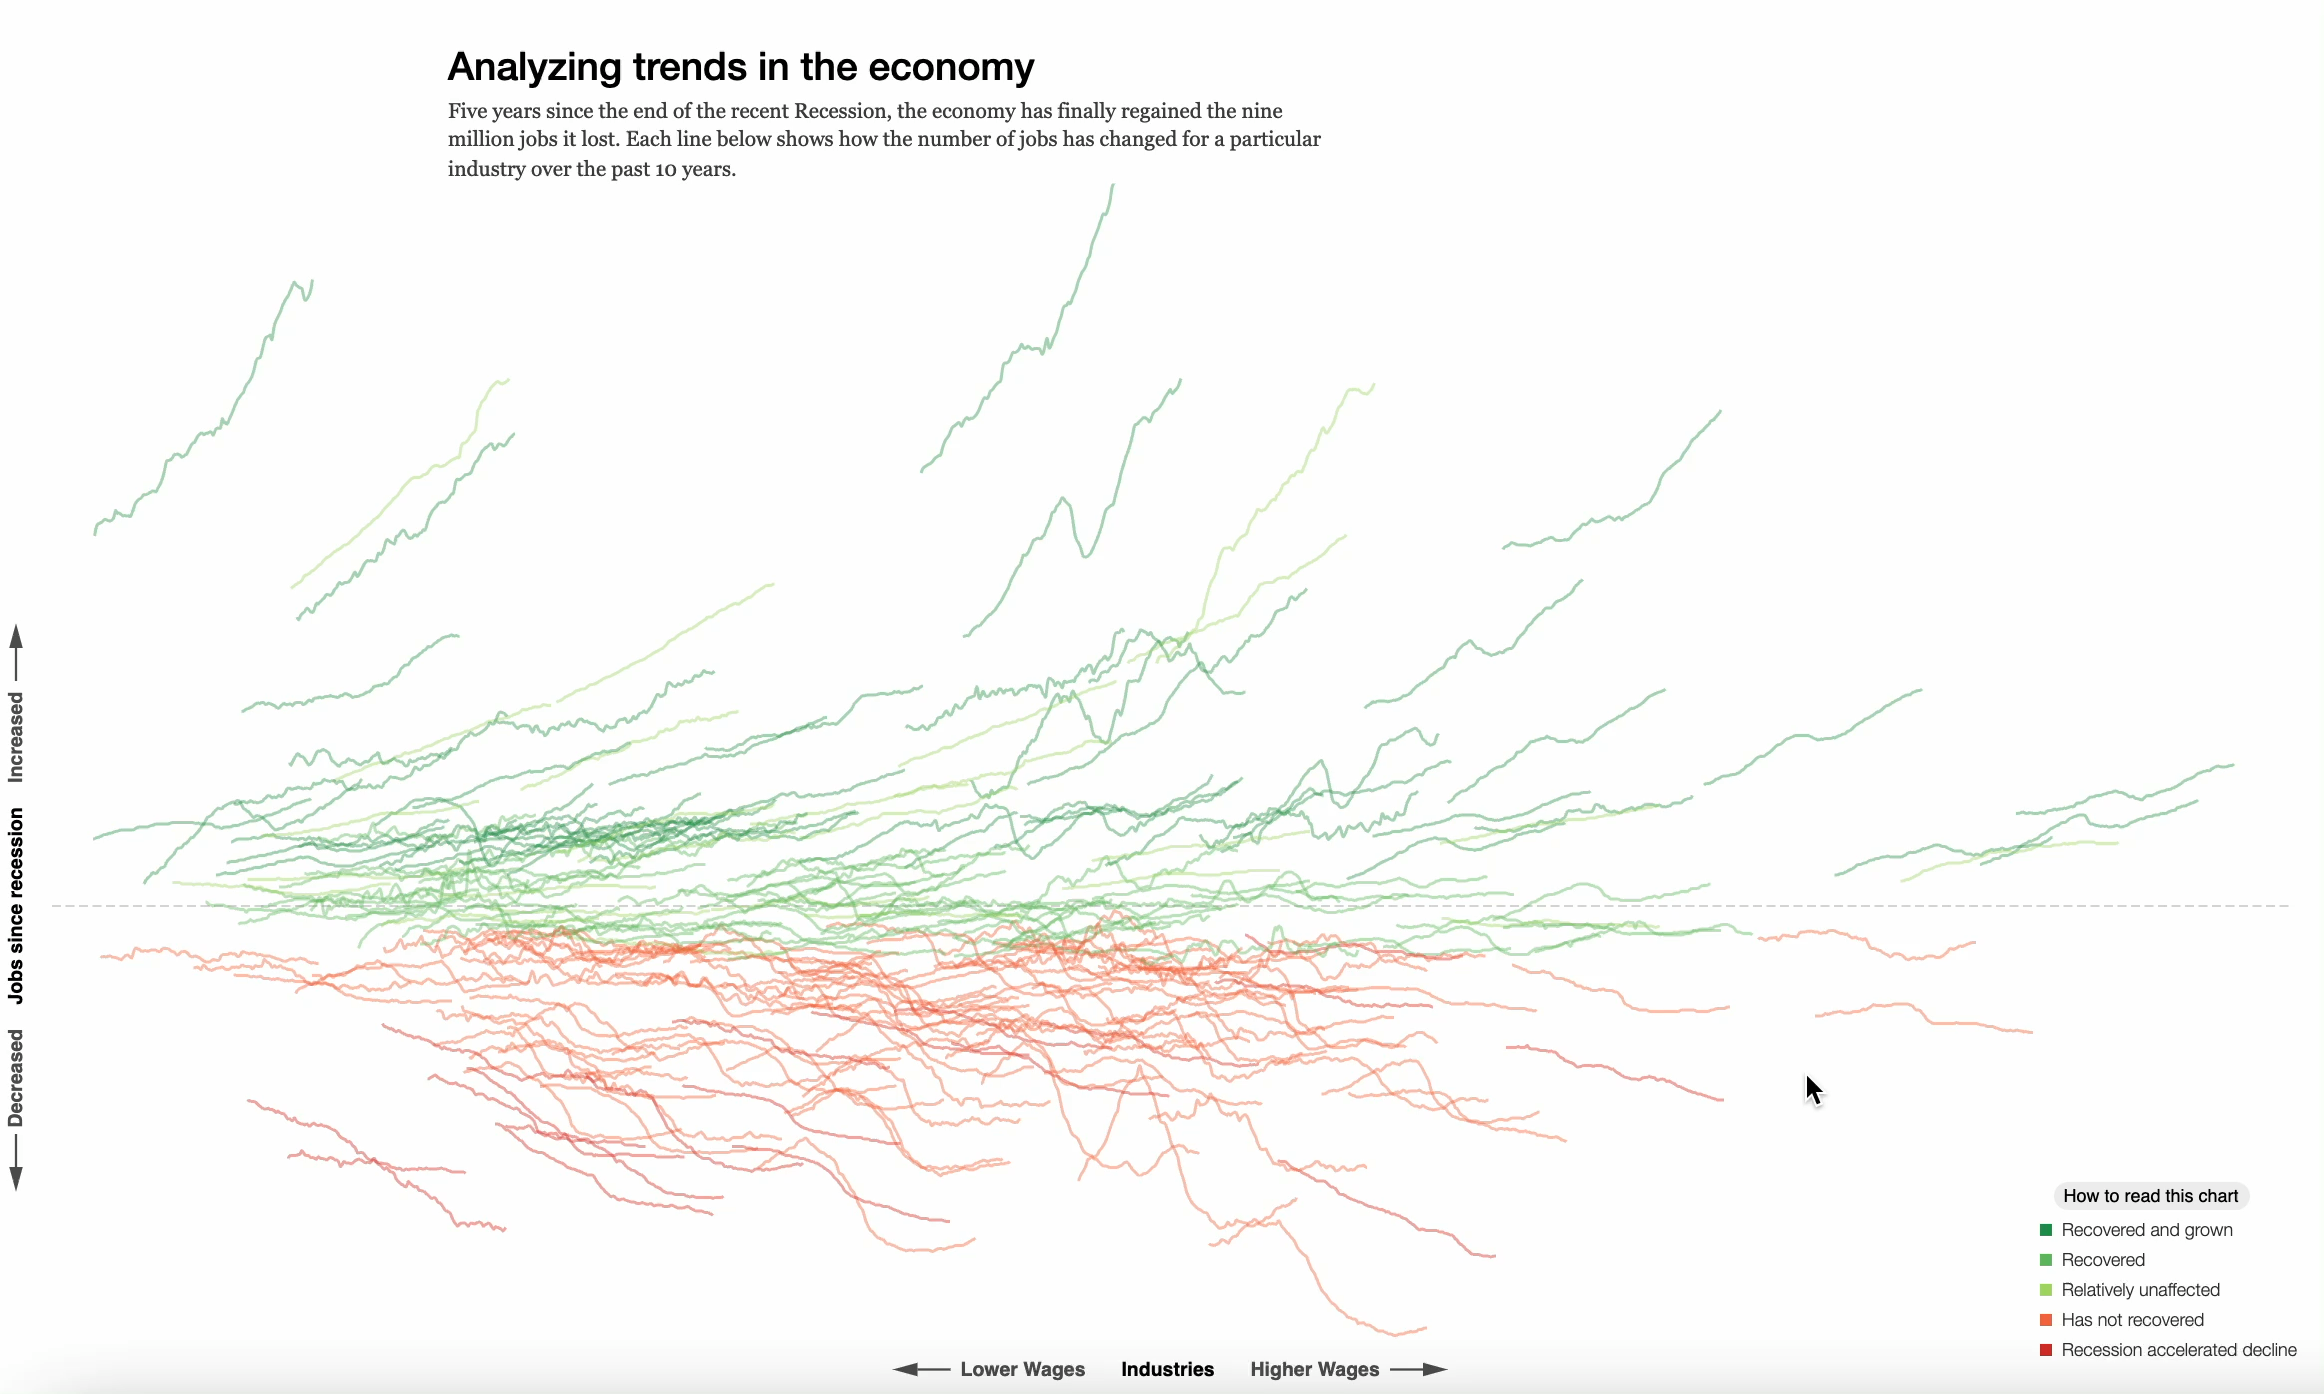 Analyzing trends in the economy
Five years since the end of the recent Recession, the economy has finally regained the nine
million jobs it lost. Each line below shows how the number of jobs has changed for a particular
industry over the past 10 years.
Increased
Jobs since recession
Decreased
How to read this chart
Recovered and grown
Recovered
Relatively unaffected
Has not recovered
Recession accelerated decline
Lower Wages Industries Higher Wages